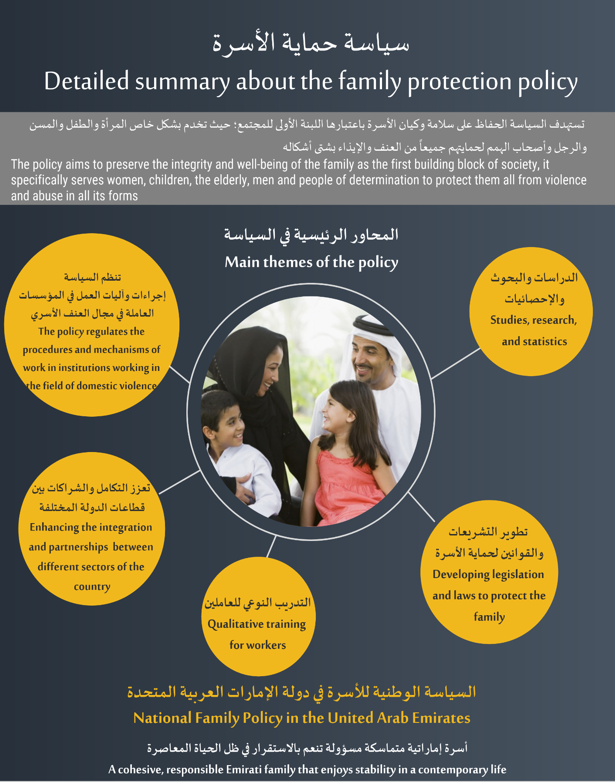 سياسة حماية الأسرة
Detailed summary about the family protection policy
تستهدف السياسة الحفاظ على سلامة وكيان الأسرة باعتبارها اللبنة الأولى للمجتمع؛ حيث تخدم بشكل خاص المرأة والطفل والمسن
والرجل وأصحاب الهمم لحمايتهم جميعاً من العنف والإيذاء بشتى أشكاله
The policy aims to preserve the integrity and well-being of the family as the first building block of society, it
specifically serves women, children, the elderly, men and people of determination to protect them all from violence
and abuse in all its forms
المحاور الرئيسية في السياسة
Main themes of the policy
تنظم السياسة
إجراءات وآليات العمل في المؤسسات
العاملة في مجال العنف الأسري
The policy regulates the
procedures and mechanisms of
work in institutions working in
the field of domestic violence
الدراسات والبحوث
والإحصائيات
Studies, research,
and statistics
تعزز التكامل والشراكات بين
قطاعات الدولة المختلفة
Enhancing the integration
and partnerships between
different sectors of the
country
تطوير التشريعات
والقوانين لحماية الأسرة
Developing legislation
and laws to protect the
family
التدريب النوعي للعاملين
Qualitative training
for workers
السياسة الوطنية للأسرة في دولة الإمارات العربية المتحدة
National Family Policy in the United Arab Emirates
أسرة إماراتية متماسكة مسؤولة تنعم بالاستقرار في ظل الحياة المعاصرة
A cohesive, responsible Emirati family that enjoys stability in a contemporary life